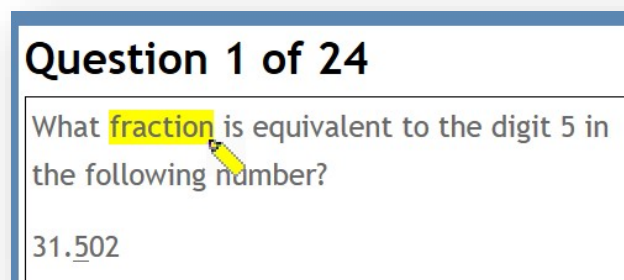 Question 1 of 24
What fraction is equivalent to the digit 5 in
the following number?
31.502